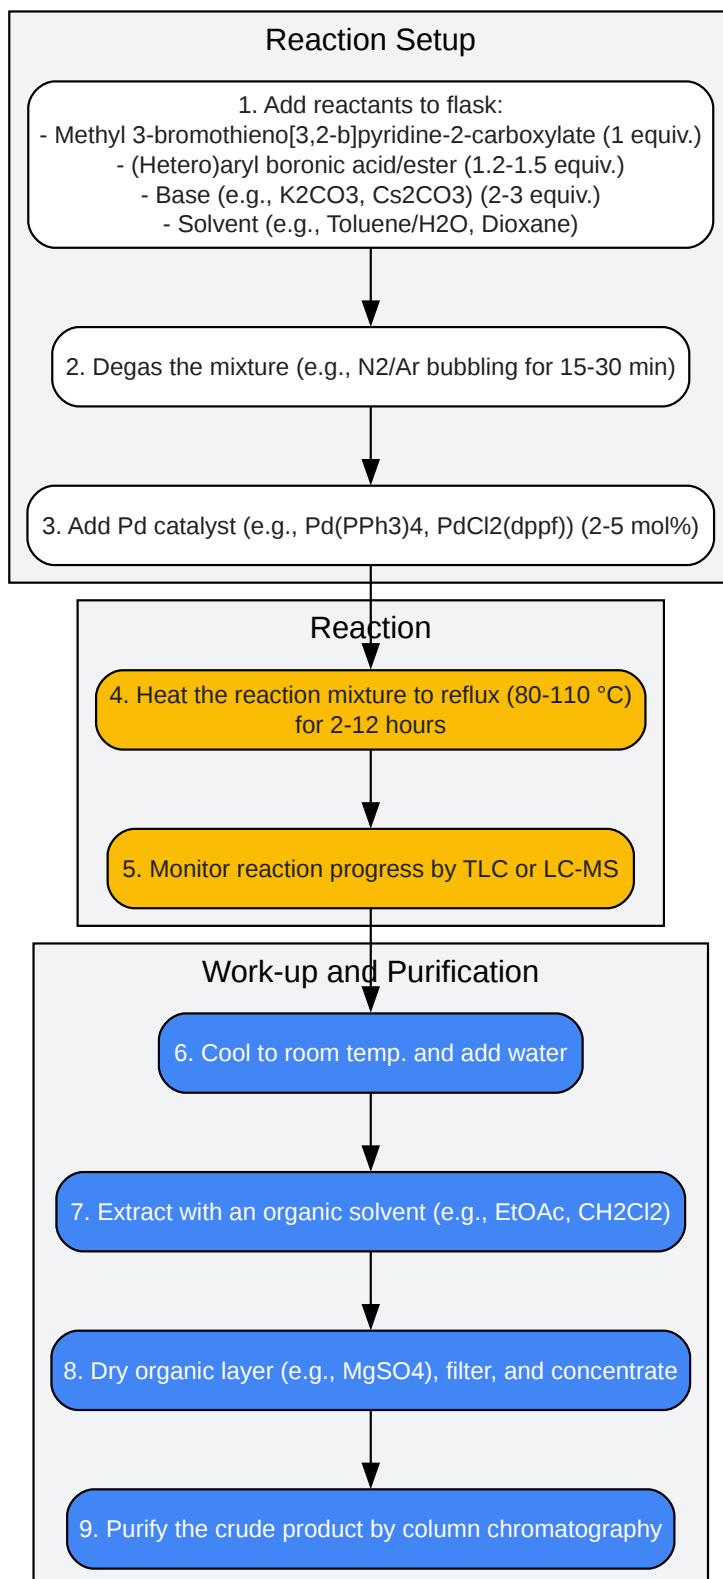 Reaction Setup
1. Add reactants to flask:
- Methyl 3-bromothieno[3,2-b]pyridine-2-carboxylate (1 equiv.)
- (Hetero)aryl boronic acid/ester (1.2-1.5 equiv.)
- Base (e.g., K2CO3, Cs2CO3) (2-3 equiv.)
- Solvent (e.g., Toluene/H2O, Dioxane)
2. Degas the mixture (e.g., N2/Ar bubbling for 15-30 min)
3. Add Pd catalyst (e.g., Pd(PPh3)4, PdCl2(dppf)) (2-5 mol%)
Reaction
4. Heat the reaction mixture to reflux (80-110 °C)
for 2-12 hours
5. Monitor reaction progress by TLC or LC-MS
Work-up and Purification
6. Cool to room temp. and add water
7. Extract with an organic solvent (e.g., EtOAc, CH2Cl2)
8. Dry organic layer (e.g., MgSO4), filter, and concentrate
9. Purify the crude product by column chromatography